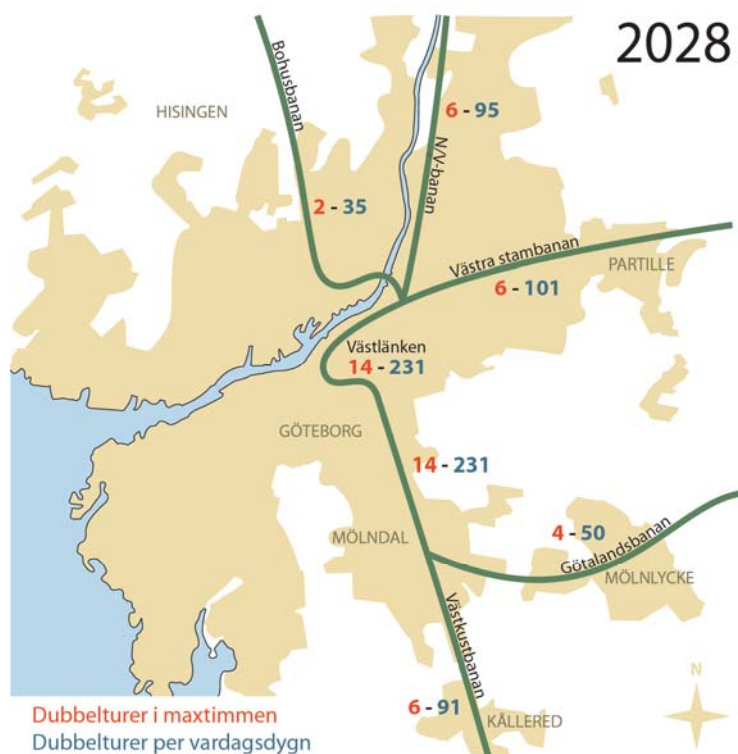 2028
Bohusbanan
HISINGEN
6 - 95
N/V-banan
2 - 35
Västra stambanan
PARTILLE
6 - 101
Västlänken
14 - 231
GÖTEBORG
14 - 231
4 - 50
MÖLNDAL
Götalandsbanan
MÖLNLYCKE
Västkustbanan
N
6 - 91
KÅLLERED
Dubbelturer i maxtimmen
Dubbelturer per vardagsdygn